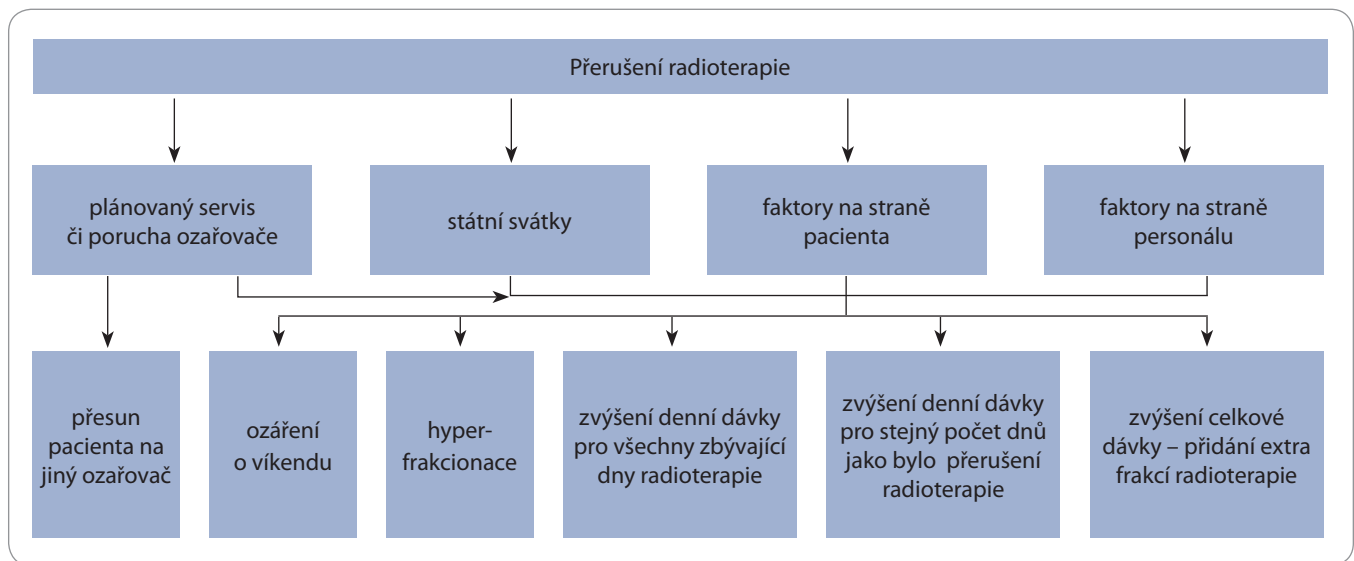 Přerušení radioterapie
plánovaný servis
či porucha ozařovače
státní svátky
faktory na straně
pacienta
faktory na straně
personálu
přesun
pacienta na
jiný ozařovač
ozáření
o víkendu
hyper-
frakcionace
zvýšení denní dávky
pro všechny zbývající
dny radioterapie
zvýšení denní dávky
pro stejný počet dnů
jako bylo přerušení
radioterapie
zvýšení celkové
dávky – přidání extra
frakcí radioterapie